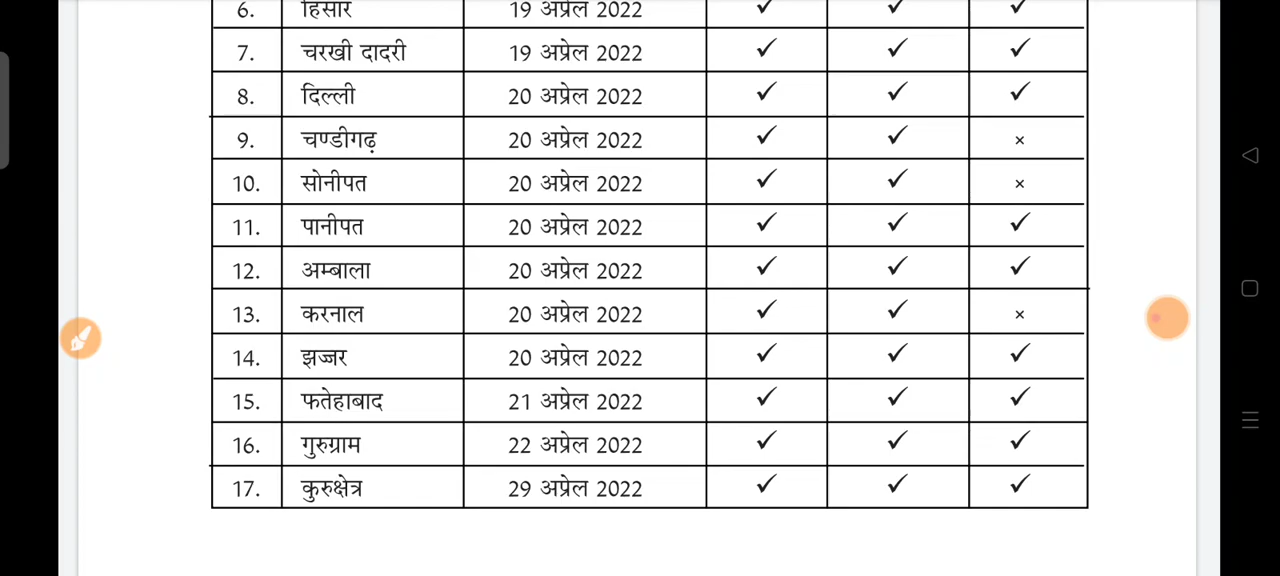 6. हिसार 19 अप्रेल 2022 ✓ ✓ ✓
7. चरखी दादरी 19 अप्रेल 2022 ✓ ✓ ✓
8. दिल्ली 20 अप्रेल 2022 ✓ ✓ ✓
9. चण्डीगढ़ 20 अप्रेल 2022 ✓ ✓ ×
10. सोनीपत 20 अप्रेल 2022 ✓ ✓ ×
11. पानीपत 20 अप्रेल 2022 ✓ ✓ ✓
12. अम्बाला 20 अप्रेल 2022 ✓ ✓ ✓
13. करनाल 20 अप्रेल 2022 ✓ ✓ ×
14. झज्जर 20 अप्रेल 2022 ✓ ✓ ✓
15. फतेहाबाद 21 अप्रेल 2022 ✓ ✓ ✓
16. गुरुग्राम 22 अप्रेल 2022 ✓ ✓ ✓
17. कुरुक्षेत्र 29 अप्रेल 2022 ✓ ✓ ✓